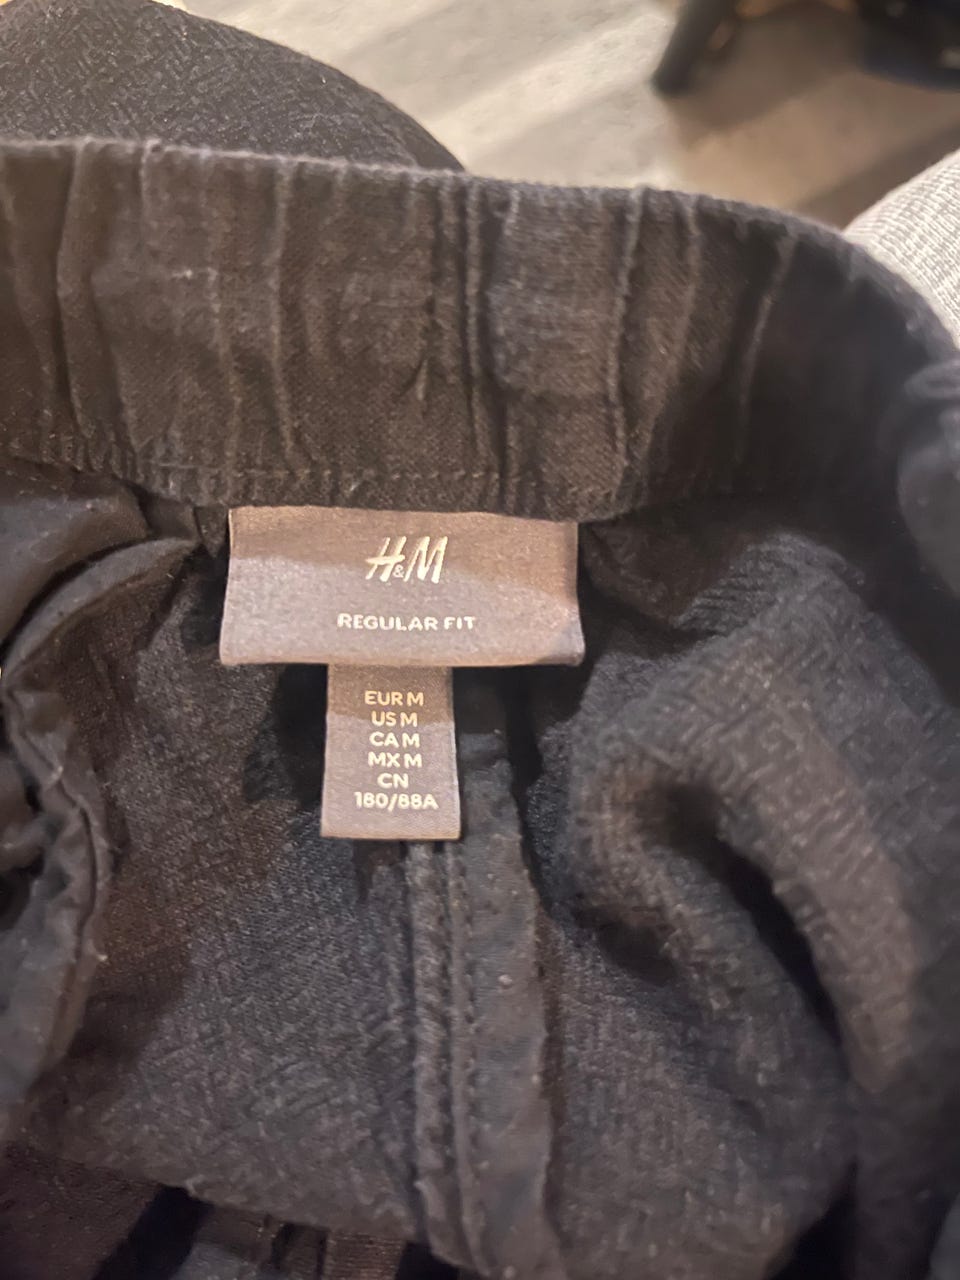 H&M
REGULAR FIT
EUR M
US M
CA M
MX M
CN
180/88A